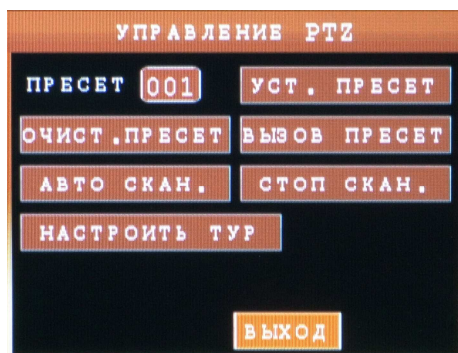 УПРАВЛЕНИЕ PTZ
ПРЕСЕТ 001 УСТ. ПРЕСЕТ
ОЧИСТ.ПРЕСЕТ ВЫЗОВ ПРЕСЕТ
АВТО СКАН. СТОП СКАН.
НАСТРОИТЬ ТУР
ВЫХОД